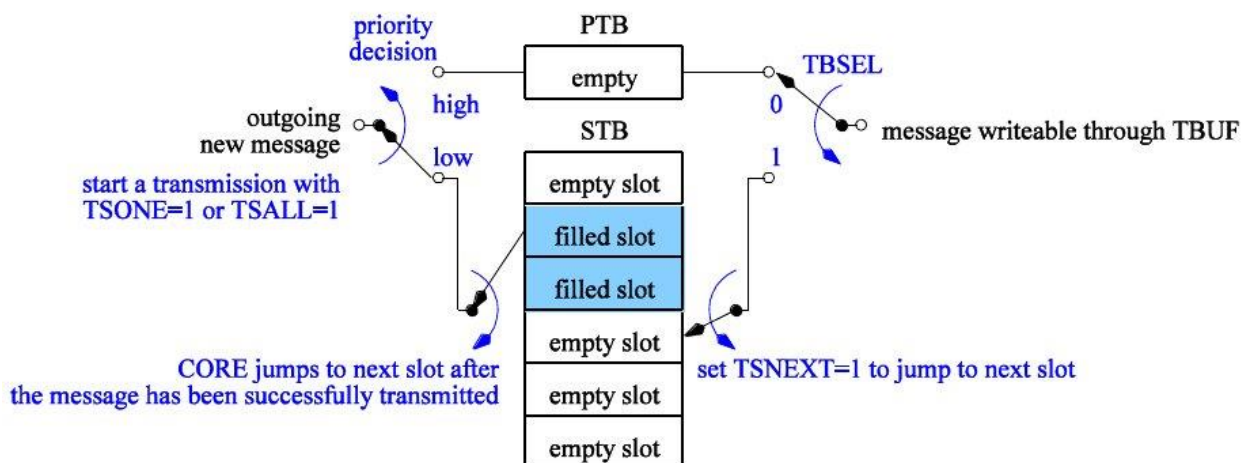 priority
decision
PTB
empty
TBSEL
high
0
outgoing
new message
message writeable through TBUF
STB
low
1
start a transmission with
TSONE=1 or TSALL=1
empty slot
filled slot
filled slot
empty slot
CORE jumps to next slot after
the message has been successfully transmitted
set TSNEXT=1 to jump to next slot
empty slot
empty slot